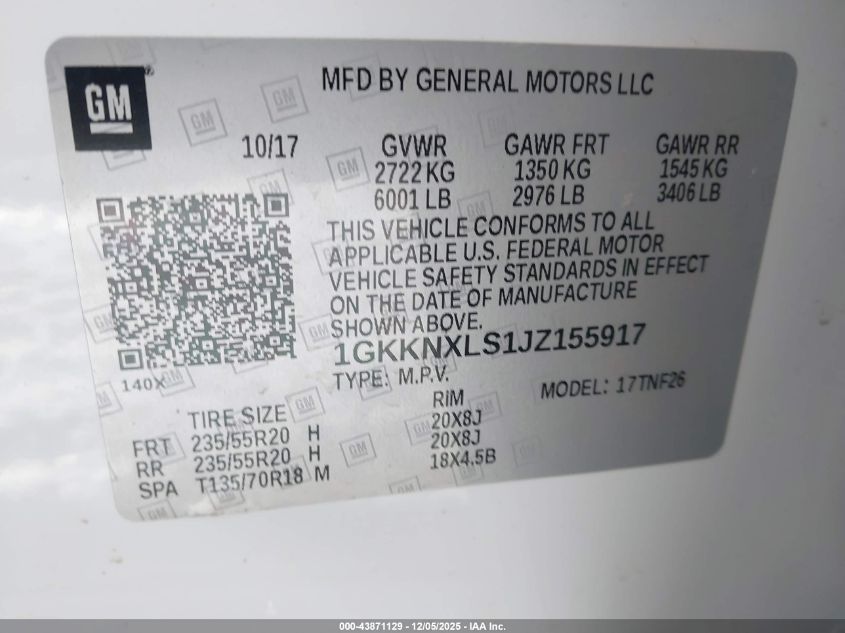 GM
MFD BY GENERAL MOTORS LLC
10/17
GVWR GAWR FRT GAWR RR
2722 KG 1350 KG 1545 KG
6001 LB 2976 LB 3406 LB
THIS VEHICLE CONFORMS TO ALL
APPLICABLE U.S. FEDERAL MOTOR
VEHICLE SAFETY STANDARDS IN EFFECT
ON THE DATE OF MANUFACTURE
SHOWN ABOVE.
1GKKNXLS1JZ155917
140X
TYPE: M.P.V. MODEL: 17TNF26
TIRE SIZE RIM
FRT 235/55R20 H 20X8J
RR 235/55R20 H 20X8J
SPA T135/70R18 M 18X4.5B
000-43871129 - 12/05/2025 - IAA Inc.